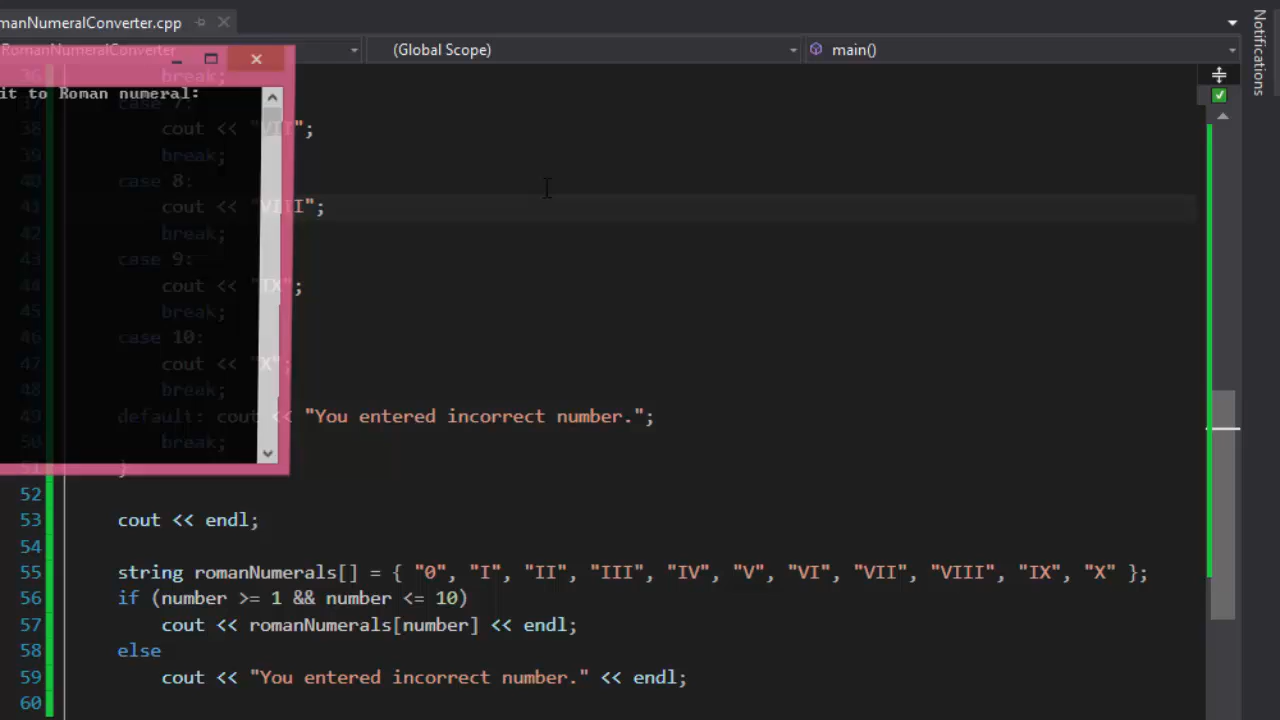 manNumeralConverter.cpp
RomanNumeralConverter (Global Scope) main()
Notifications
it to Roman numeral:
36 break;
37 case 7:
38 cout << "VII";
39 break;
40 case 8:
41 cout << "VIII";
42 break;
43 case 9:
44 cout << "IX";
45 break;
46 case 10:
47 cout << "X";
48 break;
49 default: cout << "You entered incorrect number.";
50 break;
51 }
52
53 cout << endl;
54
55 string romanNumerals[] = { "0", "I", "II", "III", "IV", "V", "VI", "VII", "VIII", "IX", "X" };
56 if (number >= 1 && number <= 10)
57 cout << romanNumerals[number] << endl;
58 else
59 cout << "You entered incorrect number." << endl;
60